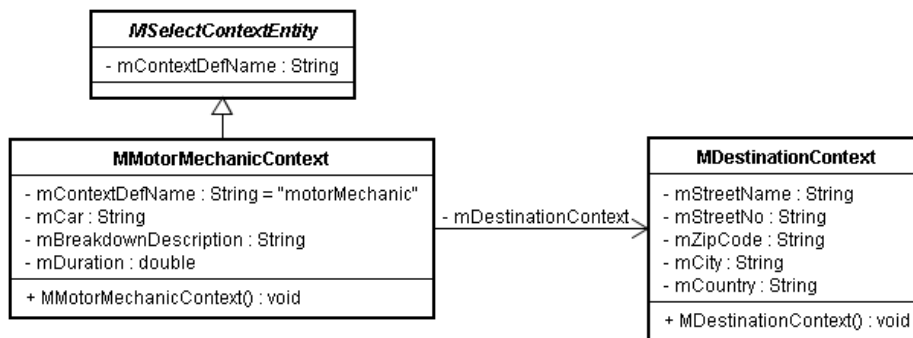 MSelectContextEntity
- mContextDefName : String
MMotorMechanicContext
- mContextDefName : String = "motorMechanic"
- mCar : String
- mBreakdownDescription : String
- mDuration : double
+ MMotorMechanicContext() : void
- mDestinationContext
MDestinationContext
- mStreetName : String
- mStreetNo : String
- mZipCode : String
- mCity : String
- mCountry : String
+ MDestinationContext() : void